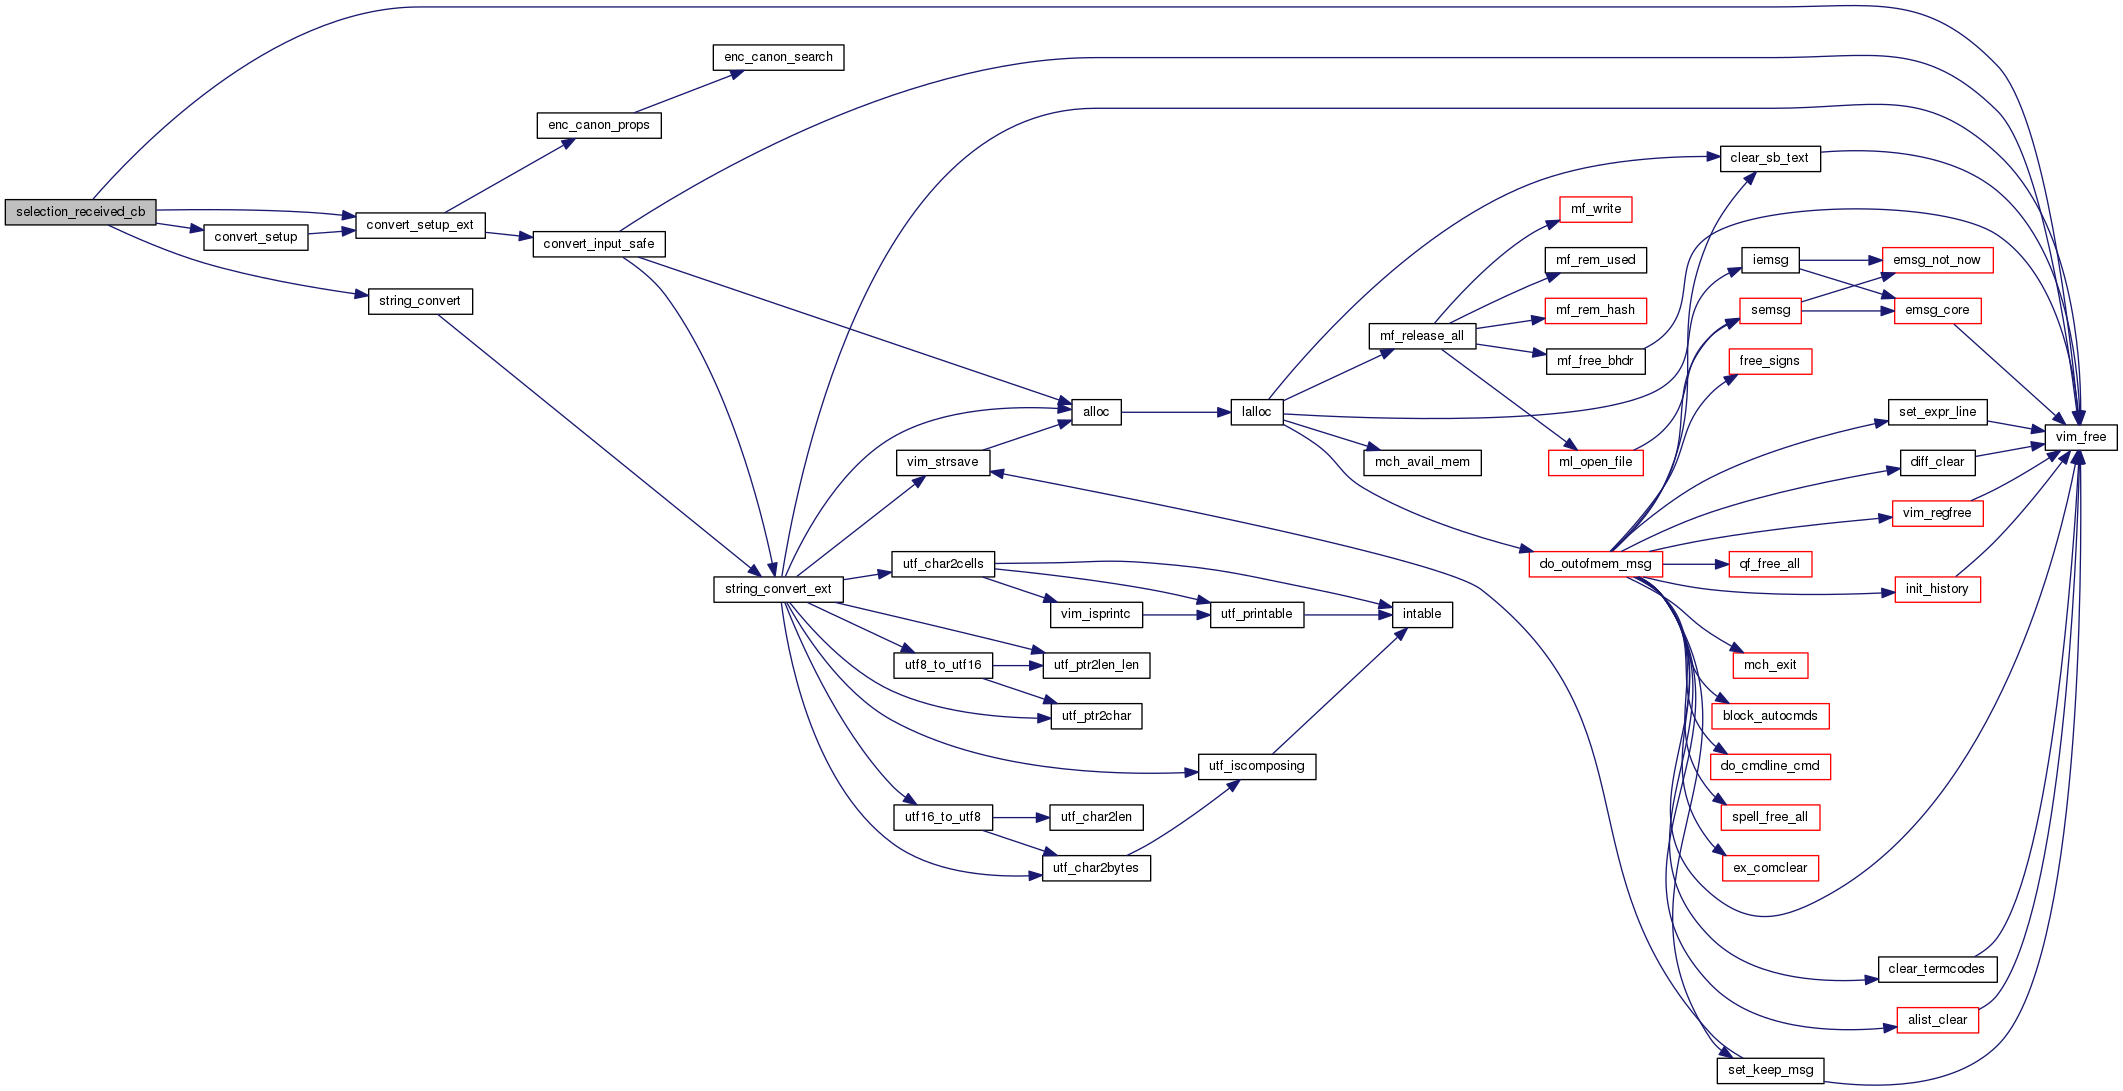 enc_canon_search
enc_canon_props
clear_sb_text
selection_received_cb
mf_write
convert_setup_ext
convert_setup
convert_input_safe
mf_rem_used
iemsg
emsg_not_now
string_convert
mf_rem_hash
semsg
emsg_core
mf_release_all
mf_free_bhdr
free_signs
alloc
lalloc
set_expr_line
vim_free
vim_strsave
mch_avail_mem
ml_open_file
diff_clear
vim_regfree
utf_char2cells
do_outofmem_msg
qf_free_all
string_convert_ext
init_history
vim_isprintc
utf_printable
intable
utf8_to_utf16
utf_ptr2len_len
mch_exit
utf_ptr2char
block_autocmds
utf_iscomposing
do_cmdline_cmd
utf16_to_utf8
utf_char2len
spell_free_all
utf_char2bytes
ex_comclear
clear_termcodes
alist_clear
set_keep_msg